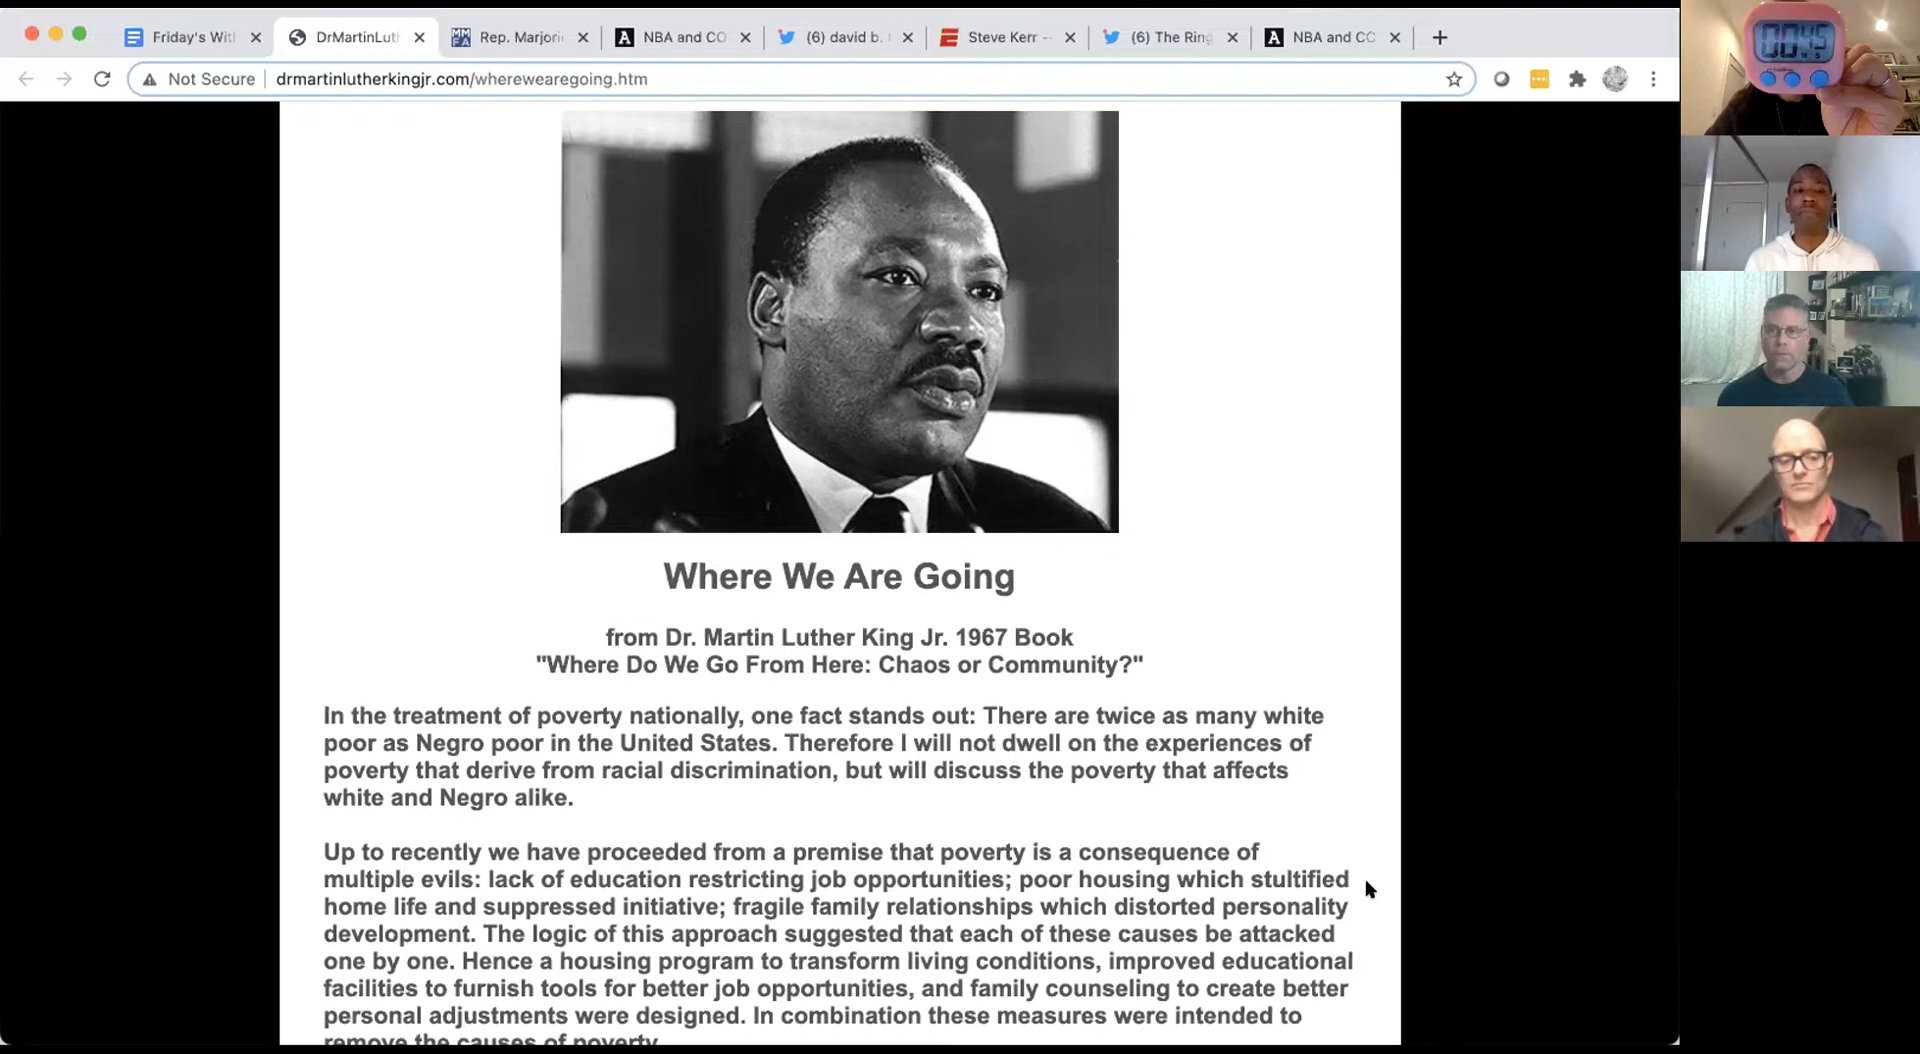 Friday's Wit
DrMartinLuth
Rep. Marjori
NBA and CO
(6) david b.
Steve Kerr --
(6) The Ring
NBA and CC
Not Secure
drmartinlutherkingjr.com/wherewearegoing.htm
00:45
M S
Where We Are Going
from Dr. Martin Luther King Jr. 1967 Book
"Where Do We Go From Here: Chaos or Community?"
In the treatment of poverty nationally, one fact stands out: There are twice as many white
poor as Negro poor in the United States. Therefore I will not dwell on the experiences of
poverty that derive from racial discrimination, but will discuss the poverty that affects
white and Negro alike.
Up to recently we have proceeded from a premise that poverty is a consequence of
multiple evils: lack of education restricting job opportunities; poor housing which stultified
home life and suppressed initiative; fragile family relationships which distorted personality
development. The logic of this approach suggested that each of these causes be attacked
one by one. Hence a housing program to transform living conditions, improved educational
facilities to furnish tools for better job opportunities, and family counseling to create better
personal adjustments were designed. In combination these measures were intended to
remove the causes of poverty.